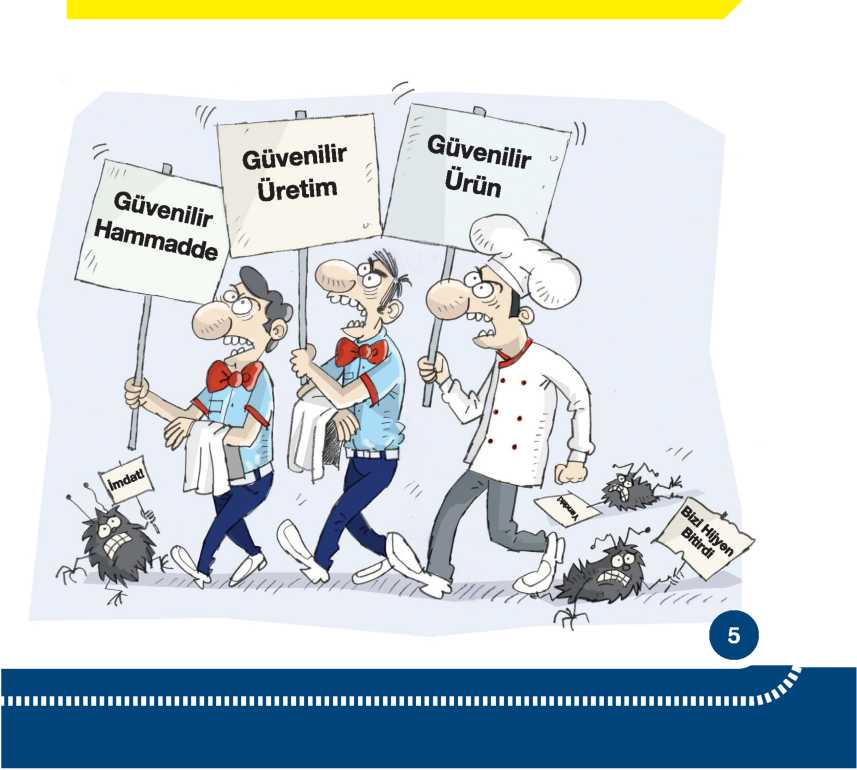 Güvenilir
Hammadde
Güvenilir
Üretim
Güvenilir
Ürün
İmdat!
Bizi Hijyen
Bitirdi
5